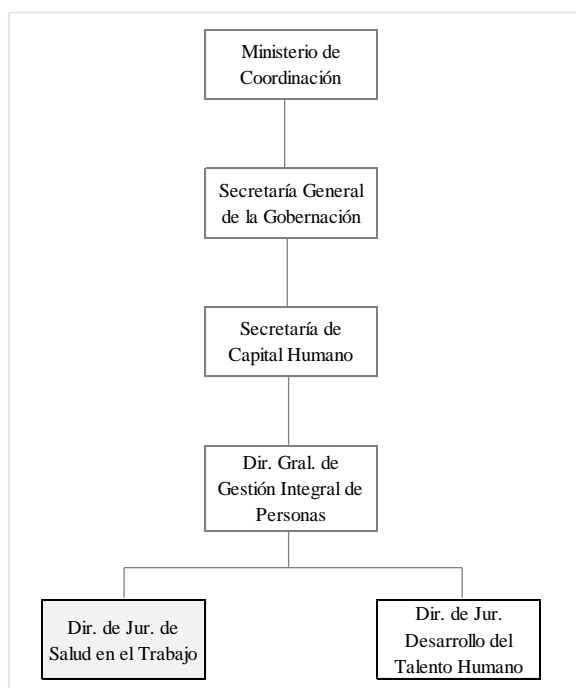 Ministerio de
Coordinación
Secretaría General
de la Gobernación
Secretaría de
Capital Humano
Dir. Gral. de
Gestión Integral de
Personas
Dir. de Jur. de
Salud en el Trabajo
Dir. de Jur.
Desarrollo del
Talento Humano